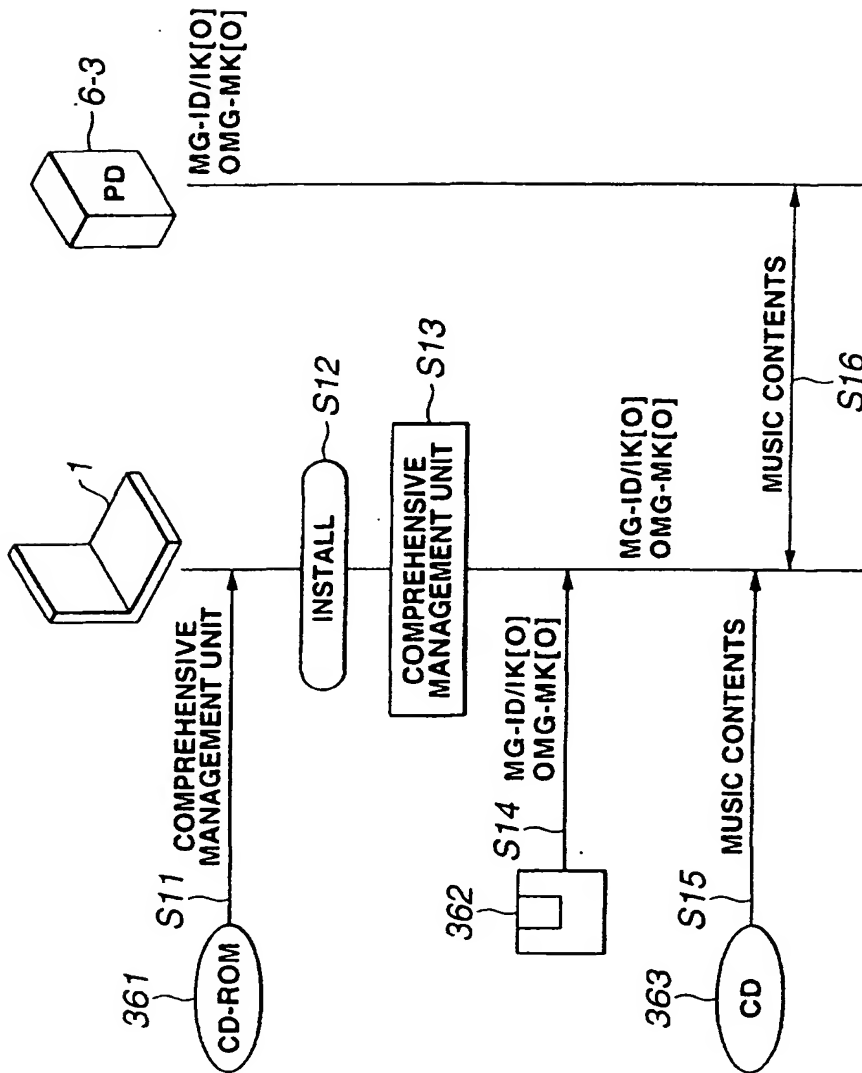 6-3
1
PD
361
S11
CD-ROM
COMPREHENSIVE
MANAGEMENT UNIT
MG-ID/IK[O]
OMG-MK[O]
INSTALL
S12
COMPREHENSIVE
MANAGEMENT UNIT
S13
362
S14
MG-ID/IK[O]
OMG-MK[O]
MG-ID/IK[O]
OMG-MK[O]
363
S15
CD
MUSIC CONTENTS
MUSIC CONTENTS
S16